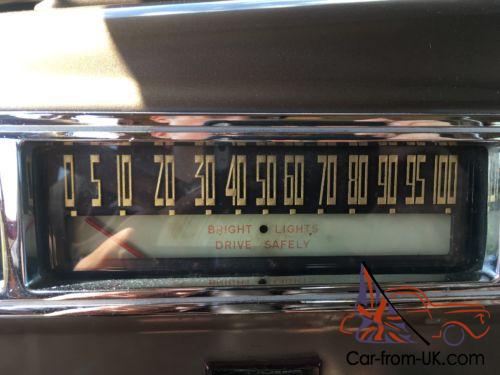 0 5 10 20 30 40 50 60 70 80 90 95 100
BRIGHT LIGHTS
DRIVE SAFELY
Car-from-UK.com